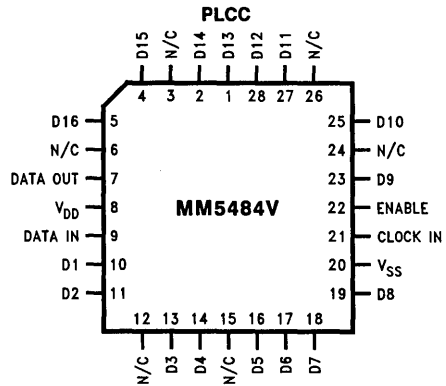 PLCC
D15 N/C D14 D13 D12 D11 N/C
4 3 2 1 28 27 26
D16 5 25 D10
N/C 6 24 N/C
DATA OUT 7 23 D9
VDD 8 MM5484V 22 ENABLE
DATA IN 9 21 CLOCK IN
D1 10 20 VSS
D2 11 19 D8
12 13 14 15 16 17 18
N/C D3 D4 N/C D5 D6 D7